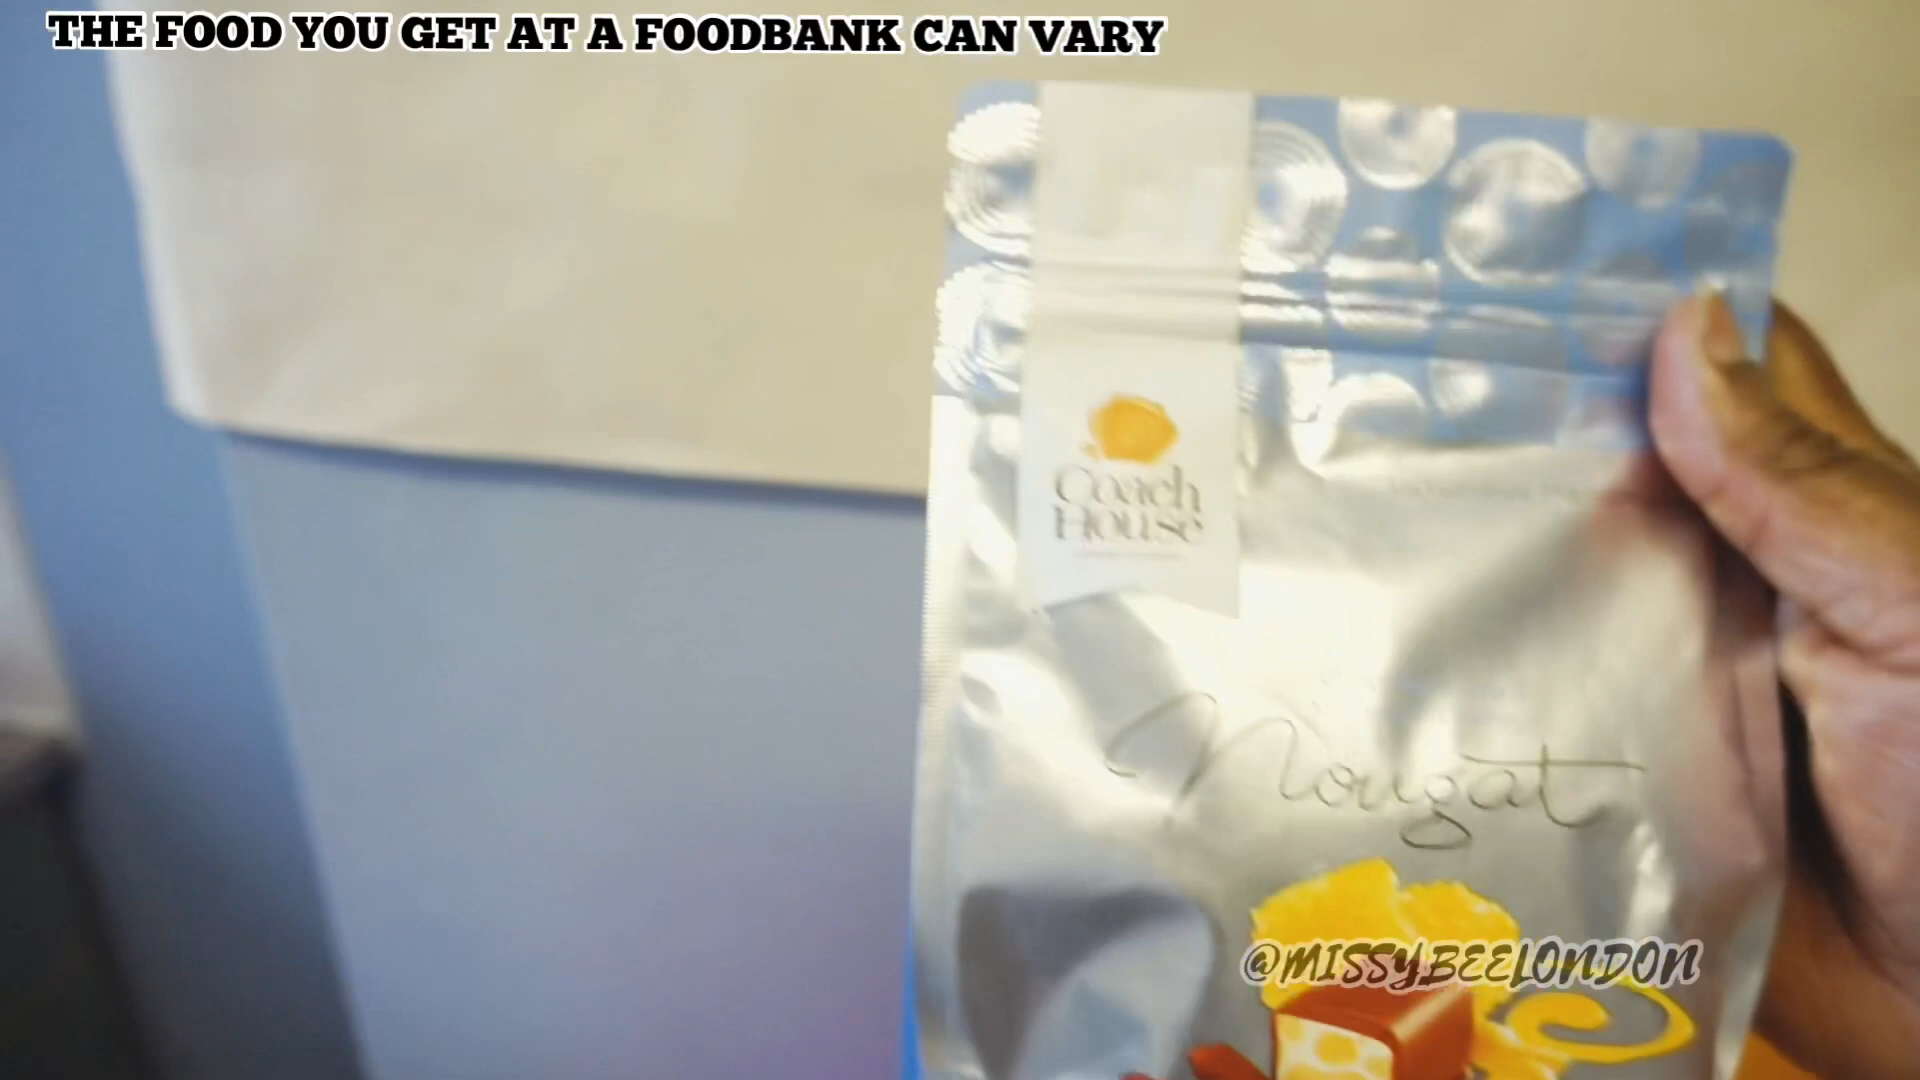 THE FOOD YOU GET AT A FOODBANK CAN VARY
Coach
House
Nougat
@MISSYBEELONDON